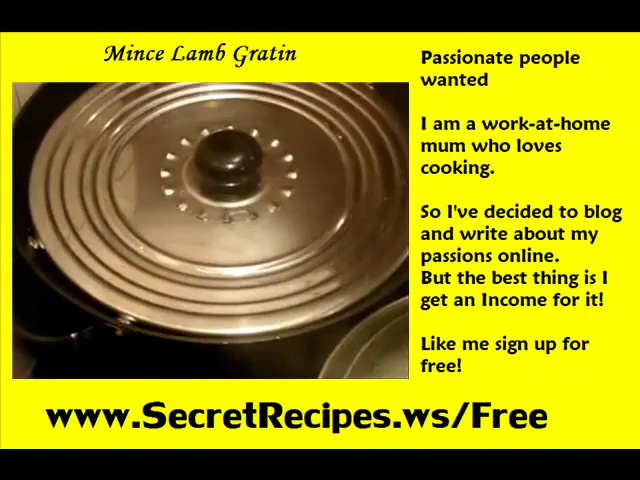 Mince Lamb Gratin
Passionate people
wanted
I am a work-at-home
mum who loves
cooking.
So I've decided to blog
and write about my
passions online.
But the best thing is I
get an Income for it!
Like me sign up for
free!
www.SecretRecipes.ws/Free